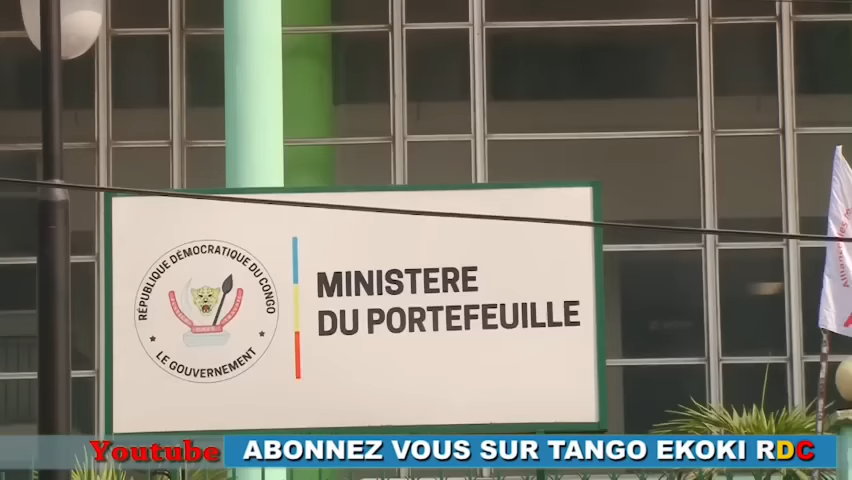 RÉPUBLIQUE DÉMOCRATIQUE DU CONGO
LE GOUVERNEMENT
MINISTERE
DU PORTEFEUILLE
Youtube
ABONNEZ VOUS SUR TANGO EKOKI RDC